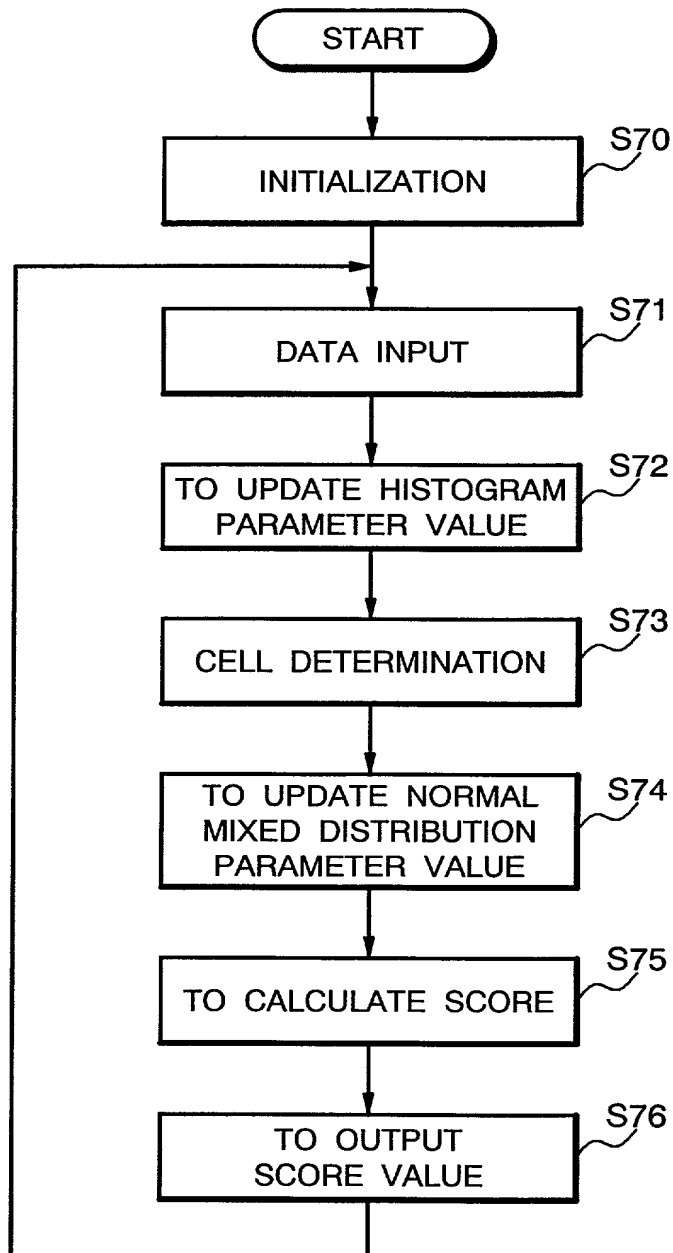 START
S70
INITIALIZATION
S71
DATA INPUT
S72
TO UPDATE HISTOGRAM
PARAMETER VALUE
S73
CELL DETERMINATION
S74
TO UPDATE NORMAL
MIXED DISTRIBUTION
PARAMETER VALUE
S75
TO CALCULATE SCORE
S76
TO OUTPUT
SCORE VALUE